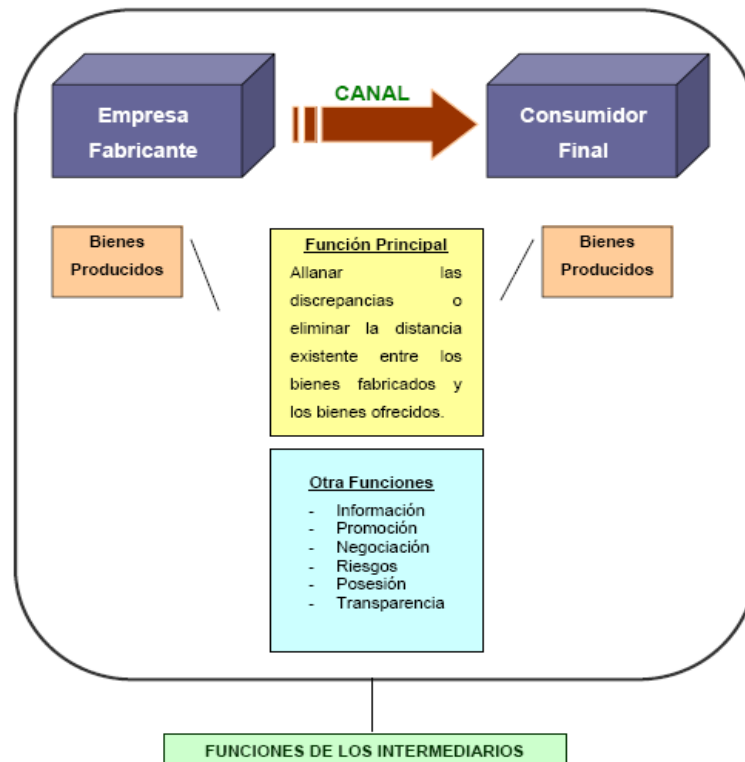 CANAL
Empresa
Fabricante
Consumidor
Final
Bienes
Producidos
Función Principal
Allanar las
discrepancias o
eliminar la distancia
existente entre los
bienes fabricados y
los bienes ofrecidos.
Bienes
Producidos
Otra Funciones
- Información
- Promoción
- Negociación
- Riesgos
- Posesión
- Transparencia
FUNCIONES DE LOS INTERMEDIARIOS